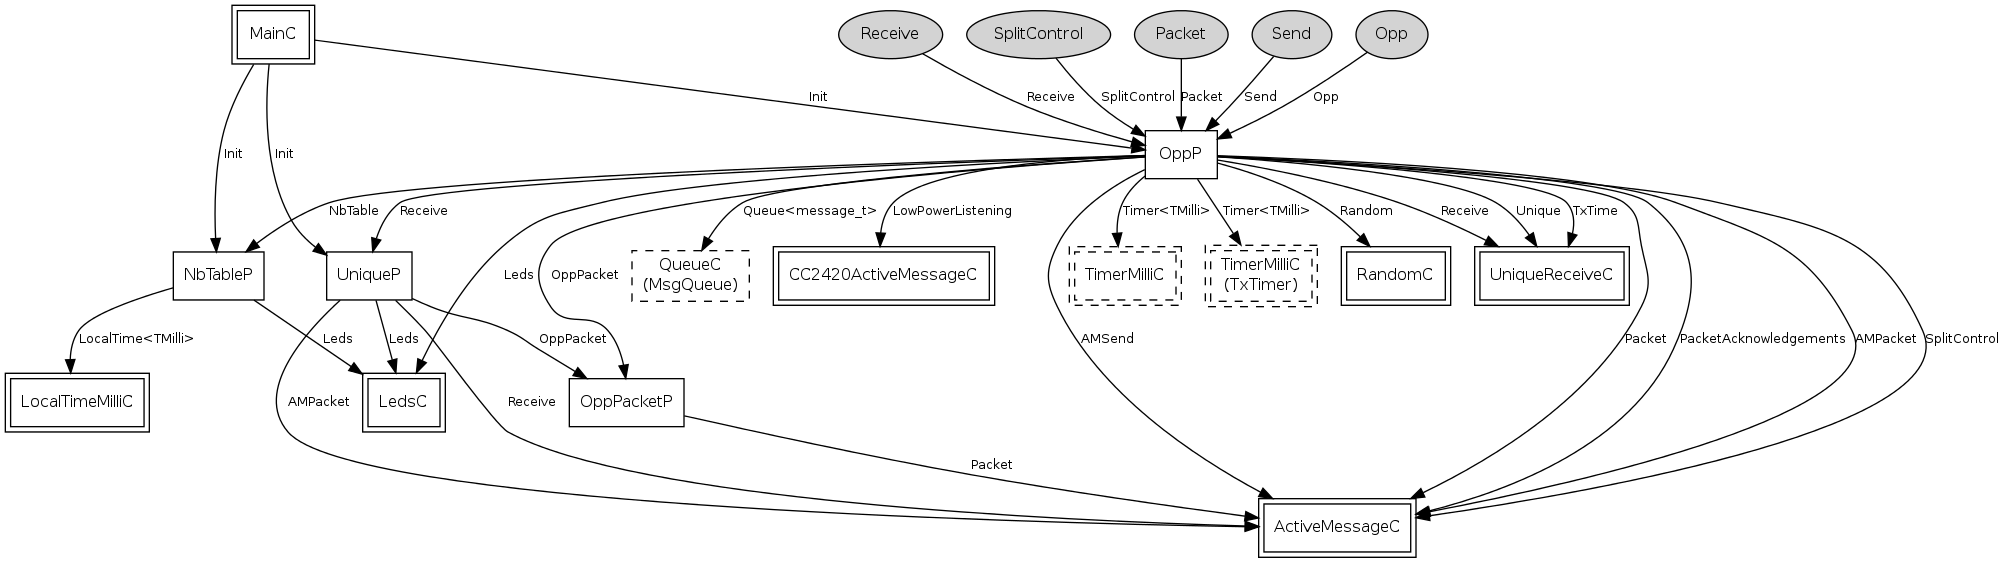 MainC
Receive
SplitControl
Packet
Send
Opp
Init
Receive
SplitControl
Packet
Send
Opp
Init
Init
OppP
NbTable
Receive
Queue<message_t>
LowPowerListening
Timer<TMilli>
Timer<TMilli>
Random
Receive
Unique
TxTime
NbTableP
UniqueP
Leds
OppPacket
QueueC
(MsgQueue)
CC2420ActiveMessageC
TimerMilliC
TimerMilliC
(TxTimer)
RandomC
UniqueReceiveC
LocalTime<TMilli>
Leds
Leds
OppPacket
AMSend
Packet
PacketAcknowledgements
AMPacket
SplitControl
LocalTimeMilliC
AMPacket
LedsC
Receive
OppPacketP
Packet
ActiveMessageC